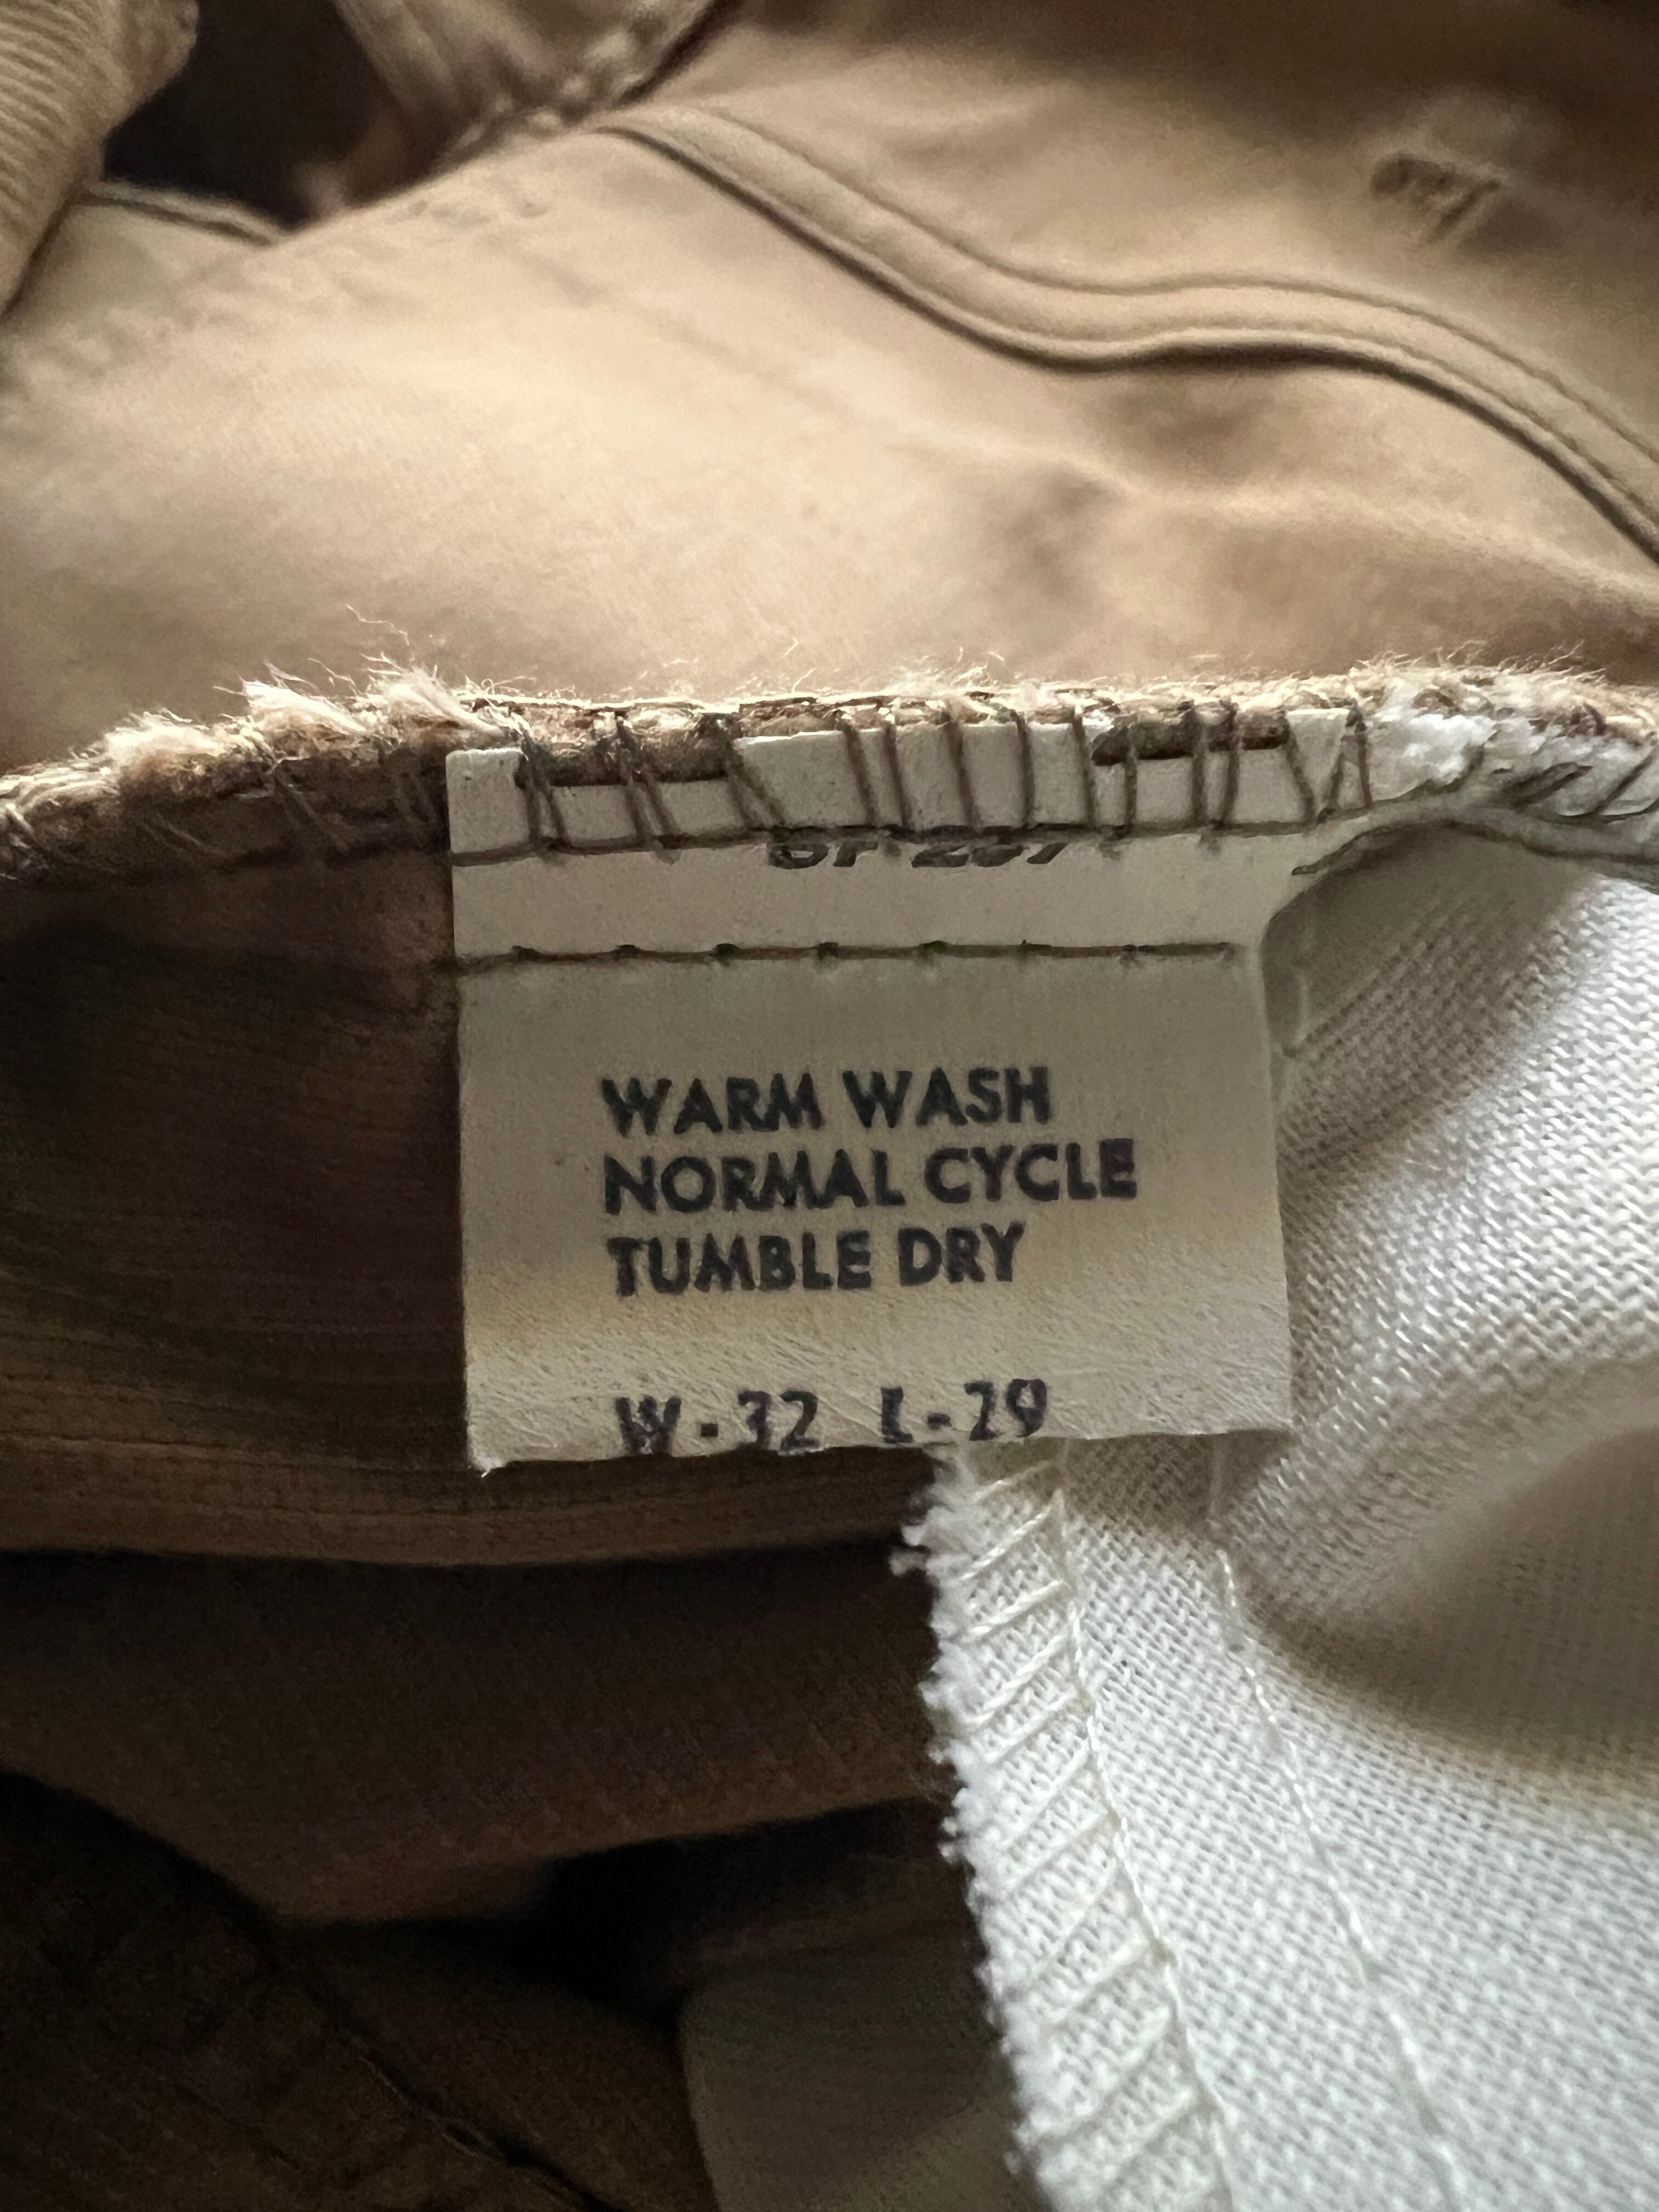 WARM WASH
NORMAL CYCLE
TUMBLE DRY
W - 32 L - 29